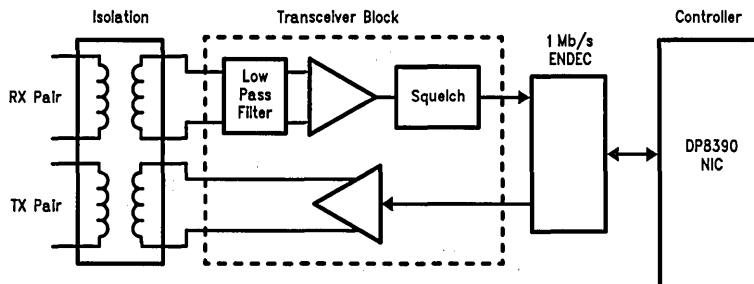 Isolation
Transceiver Block
Controller
1 Mb/s
ENDEC
RX Pair
Low
Pass
Filter
Squelch
DP8390
NIC
TX Pair